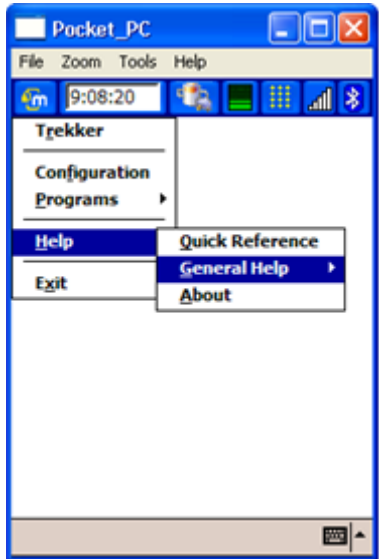 Pocket_PC
File Zoom Tools Help
m 9:08:20
Trekker
Configuration
Programs
Help
Quick Reference
General Help
About
Exit